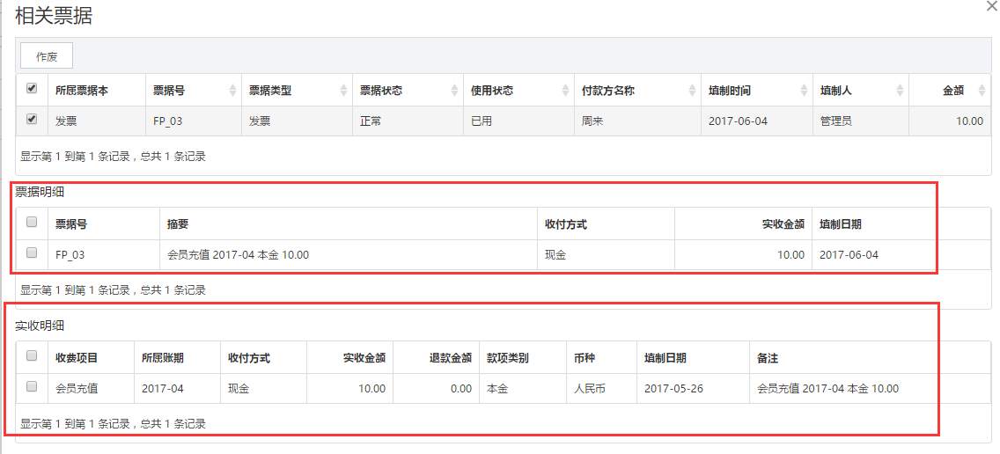 相关票据
作废
所属票据本 票据号 票据类型 票据状态 使用状态 付款方名称 填制时间 填制人 金额
发票 FP_03 发票 正常 已用 周来 2017-06-04 管理员 10.00
显示第 1 到第 1 条记录，总共 1 条记录
票据明细
票据号 摘要 收付方式 实收金额 填制日期
FP_03 会员充值 2017-04 本金 10.00 现金 10.00 2017-06-04
显示第 1 到第 1 条记录，总共 1 条记录
实收明细
收费项目 所属账期 收付方式 实收金额 退款金额 款项类别 币种 填制日期 备注
会员充值 2017-04 现金 10.00 0.00 本金 人民币 2017-05-26 会员充值 2017-04 本金 10.00
显示第 1 到第 1 条记录，总共 1 条记录